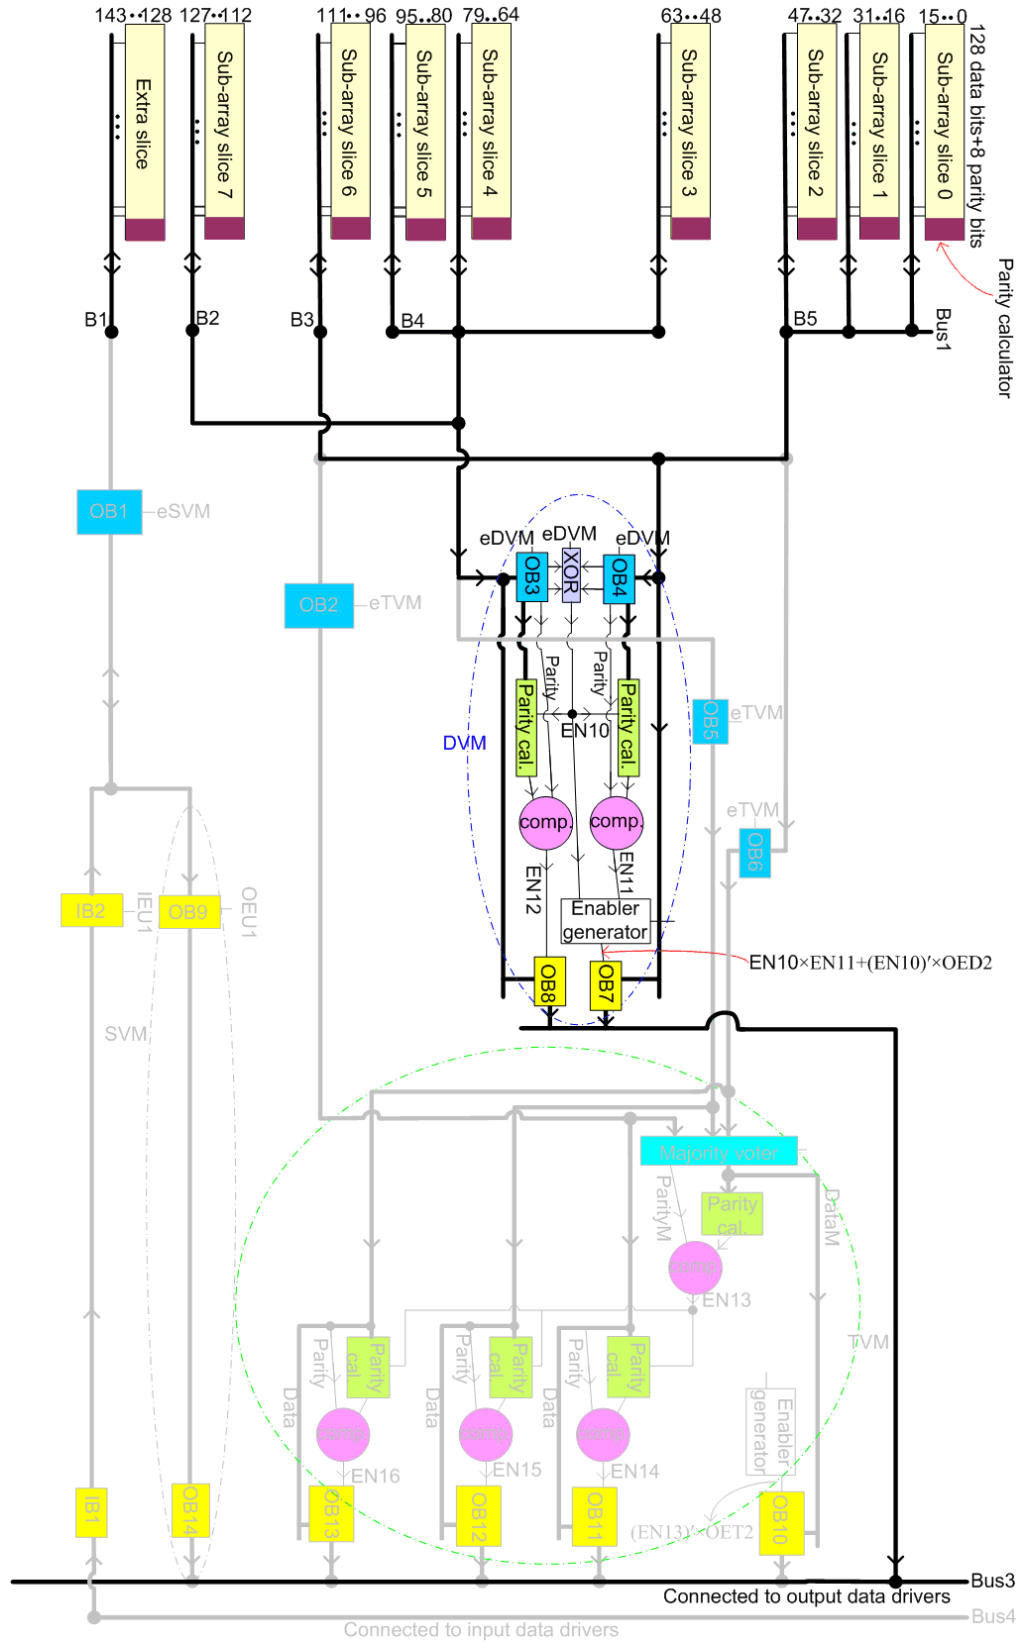 143••128
127••112
111•• 96
95••80
79••64
63••48
47••32
31••16
15••0
128 data bits+8 parity bits
Extra slice
Sub-array slice 7
Sub-array slice 6
Sub-array slice 5
Sub-array slice 4
Sub-array slice 3
Sub-array slice 2
Sub-array slice 1
Sub-array slice 0
Parity calculator
B1
B2
B3
B4
B5
Bus1
OB1
eSVM
OB2
eTVM
eDVM
eDVM
eDVM
OB3
XOR
OB4
Parity
Parity
Parity cal.
Parity cal.
EN10
DVM
OB5
eTVM
eTVM
OB6
comp.
comp.
EN12
EN11
Enabler
generator
IB2
IEU1
OB9
OEU1
EN10×EN11+(EN10)′×OED2
OB8
OB7
SVM
Majority voter
ParityM
Parity
cal.
DataM
comp.
EN13
TVM
Parity
cal.
Parity
cal.
Parity
cal.
Parity
Parity
Parity
Data
Data
Data
Enabler
generator
comp.
comp.
comp.
EN16
EN15
EN14
IB1
OB14
OB13
OB12
OB11
(EN13)′×OET2
OB10
Bus3
Connected to output data drivers
Bus4
Connected to input data drivers